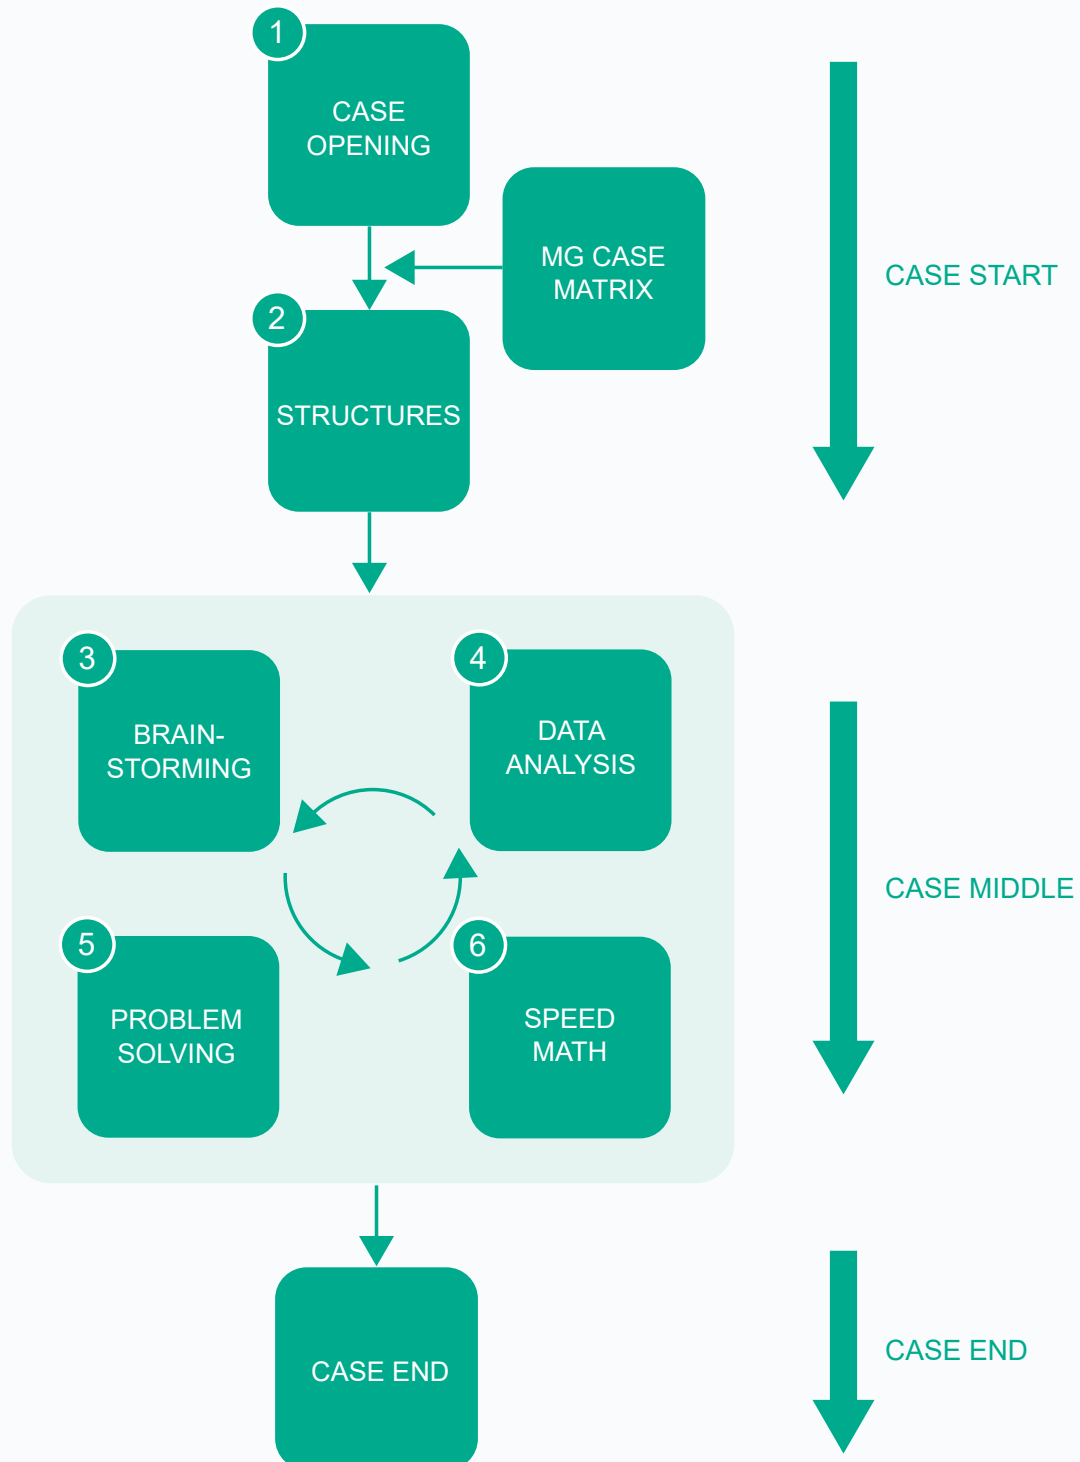 1
CASE
OPENING
MG CASE
MATRIX
CASE START
2
STRUCTURES
3
BRAIN-
STORMING
4
DATA
ANALYSIS
CASE MIDDLE
5
PROBLEM
SOLVING
6
SPEED
MATH
CASE END
CASE END